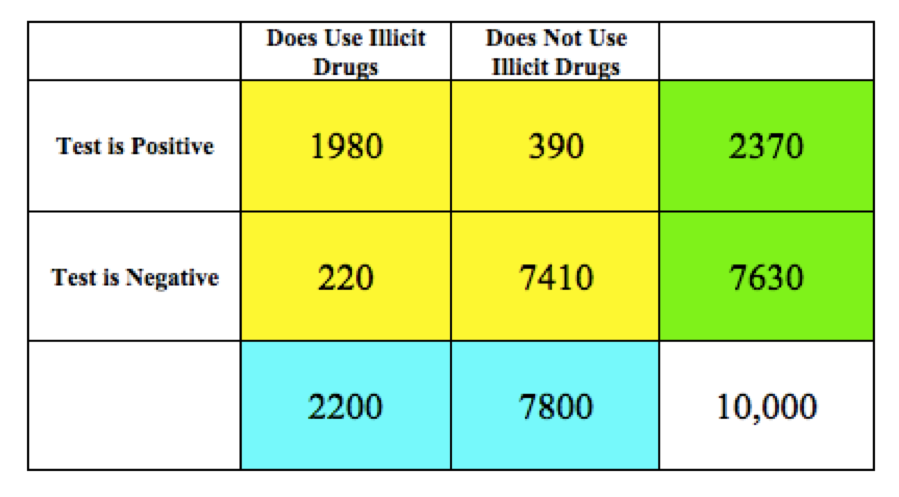 Does Use Illicit
Drugs
Does Not Use
Illicit Drugs
Test is Positive
1980
390
2370
Test is Negative
220
7410
7630
2200
7800
10,000